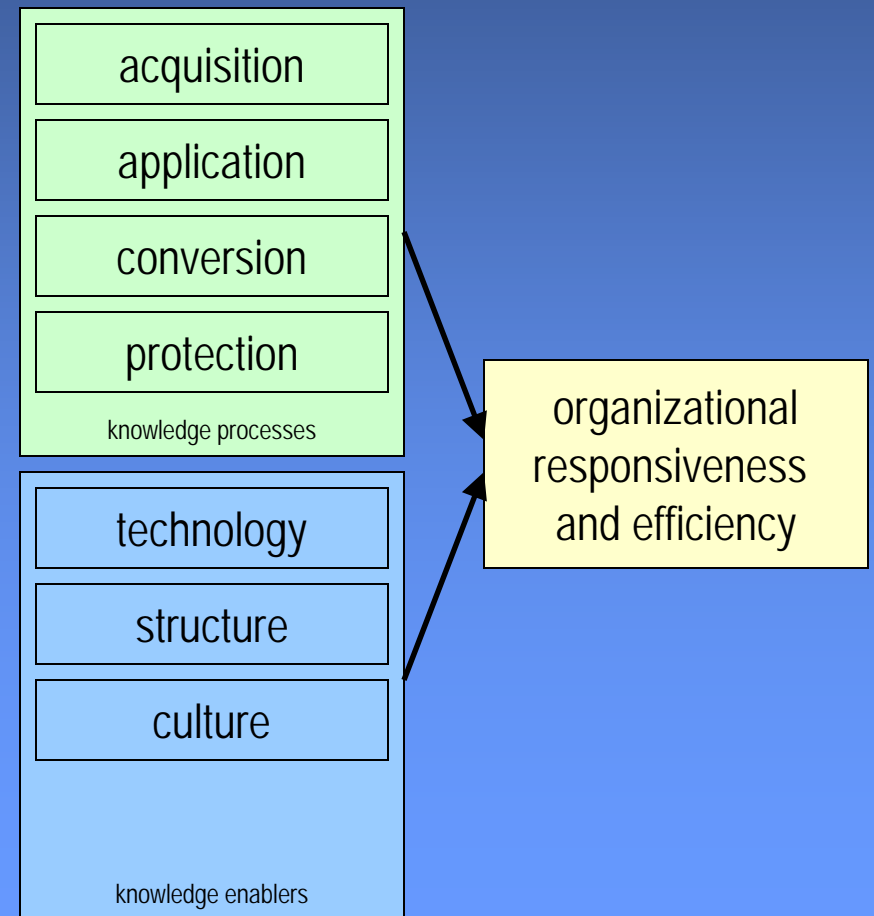 acquisition
application
conversion
protection
knowledge processes
technology
structure
culture
knowledge enablers
organizational
responsiveness
and efficiency